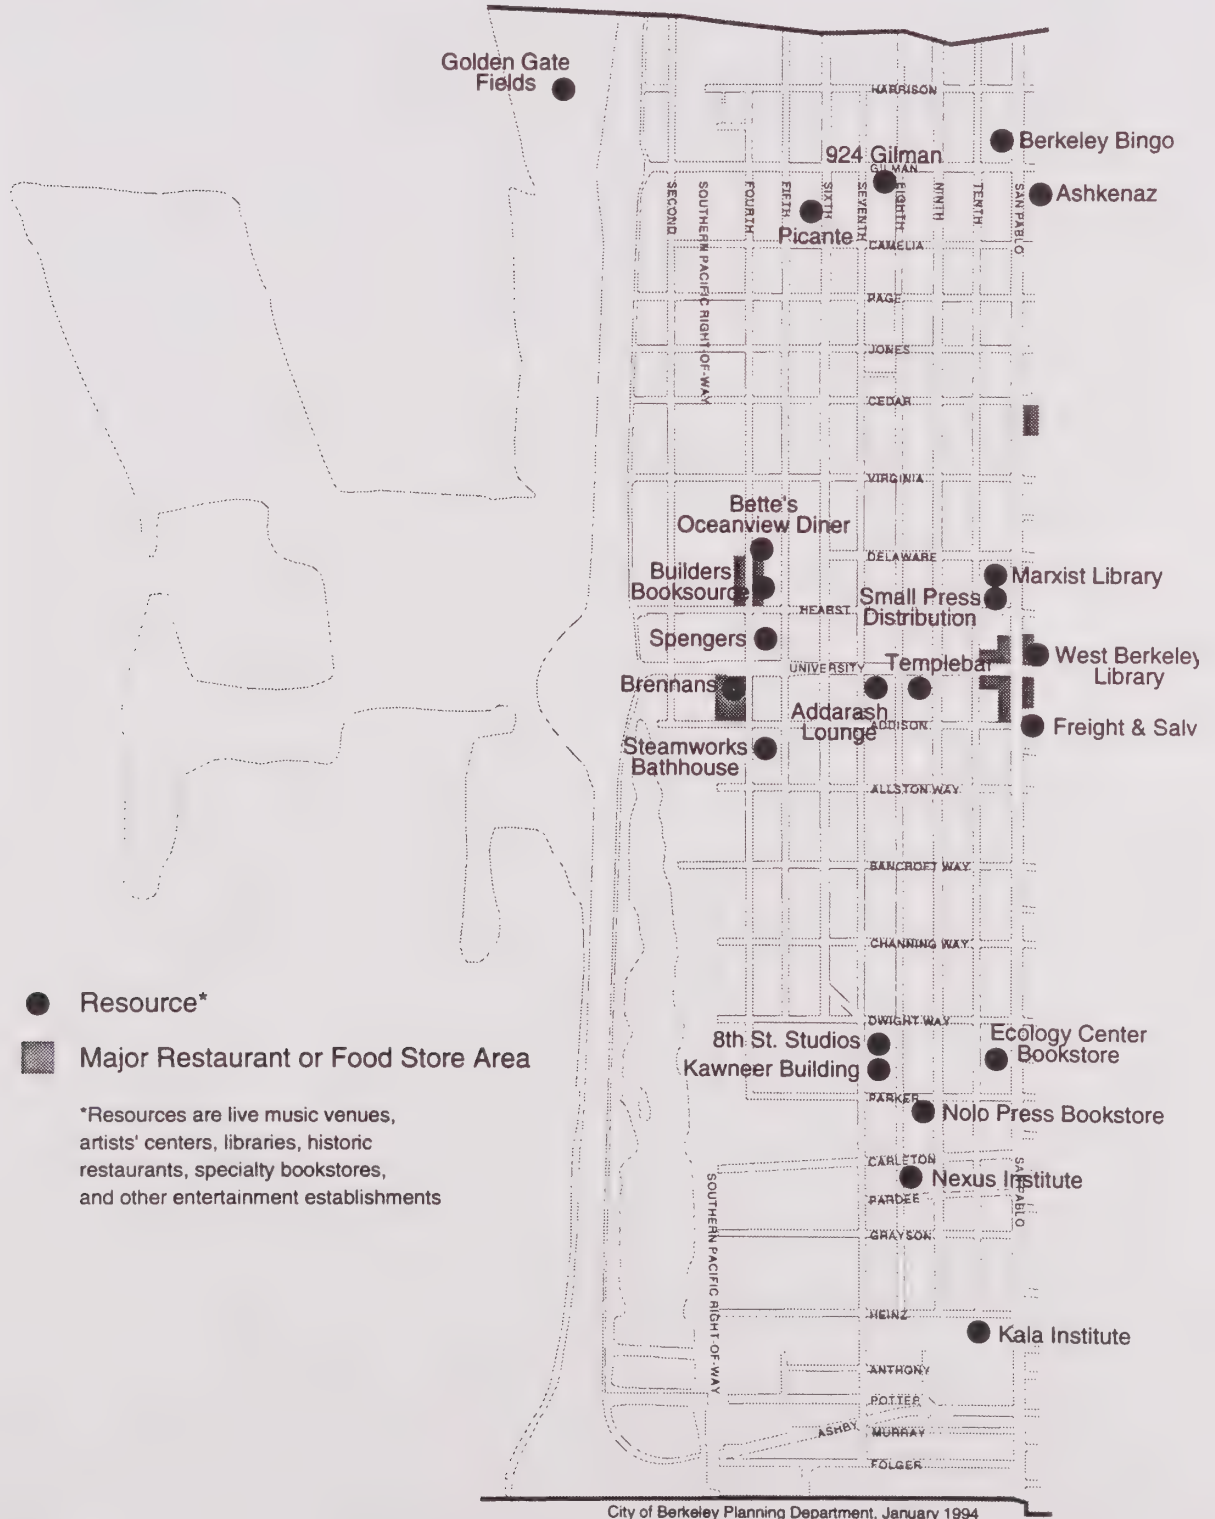 Golden Gate
Fields
HARRISON
Berkeley Bingo
924 Gilman
GILMAN
SECOND
SOUTHERN PACIFIC RIGHT-OF-WAY
FOURTH
FIFTH
SIXTH
SEVENTH
EIGHTH
NINTH
TENTH
SAN PABLO
Ashkenaz
Picante
CAMELIA
PAGE
JONES
CEDAR
VIRGINIA
Bette's
Oceanview Diner
DELAWARE
Builders'
Booksource
Marxist Library
Small Press
Distribution
HEARST
Spengers
UNIVERSITY
Templebar
West Berkeley
Library
Brennans
Addarash
Lounge
ADDISON
Freight & Salv
Steamworks
Bathhouse
ALLSTON WAY
BANCROFT WAY
CHANNING WAY
Resource*
DWIGHT WAY
8th St. Studios
Ecology Center
Bookstore
Major Restaurant or Food Store Area
Kawneer Building
PARKER
Nolo Press Bookstore
*Resources are live music venues,
artists' centers, libraries, historic
restaurants, specialty bookstores,
and other entertainment establishments
CARLETON
Nexus Institute
SAN PABLO
PARDEE
SOUTHERN PACIFIC RIGHT-OF-WAY
GRAYSON
HEINZ
Kala Institute
ANTHONY
POTTER
ASHBY
MURRAY
FOLGER
City of Berkeley Planning Department, January 1994